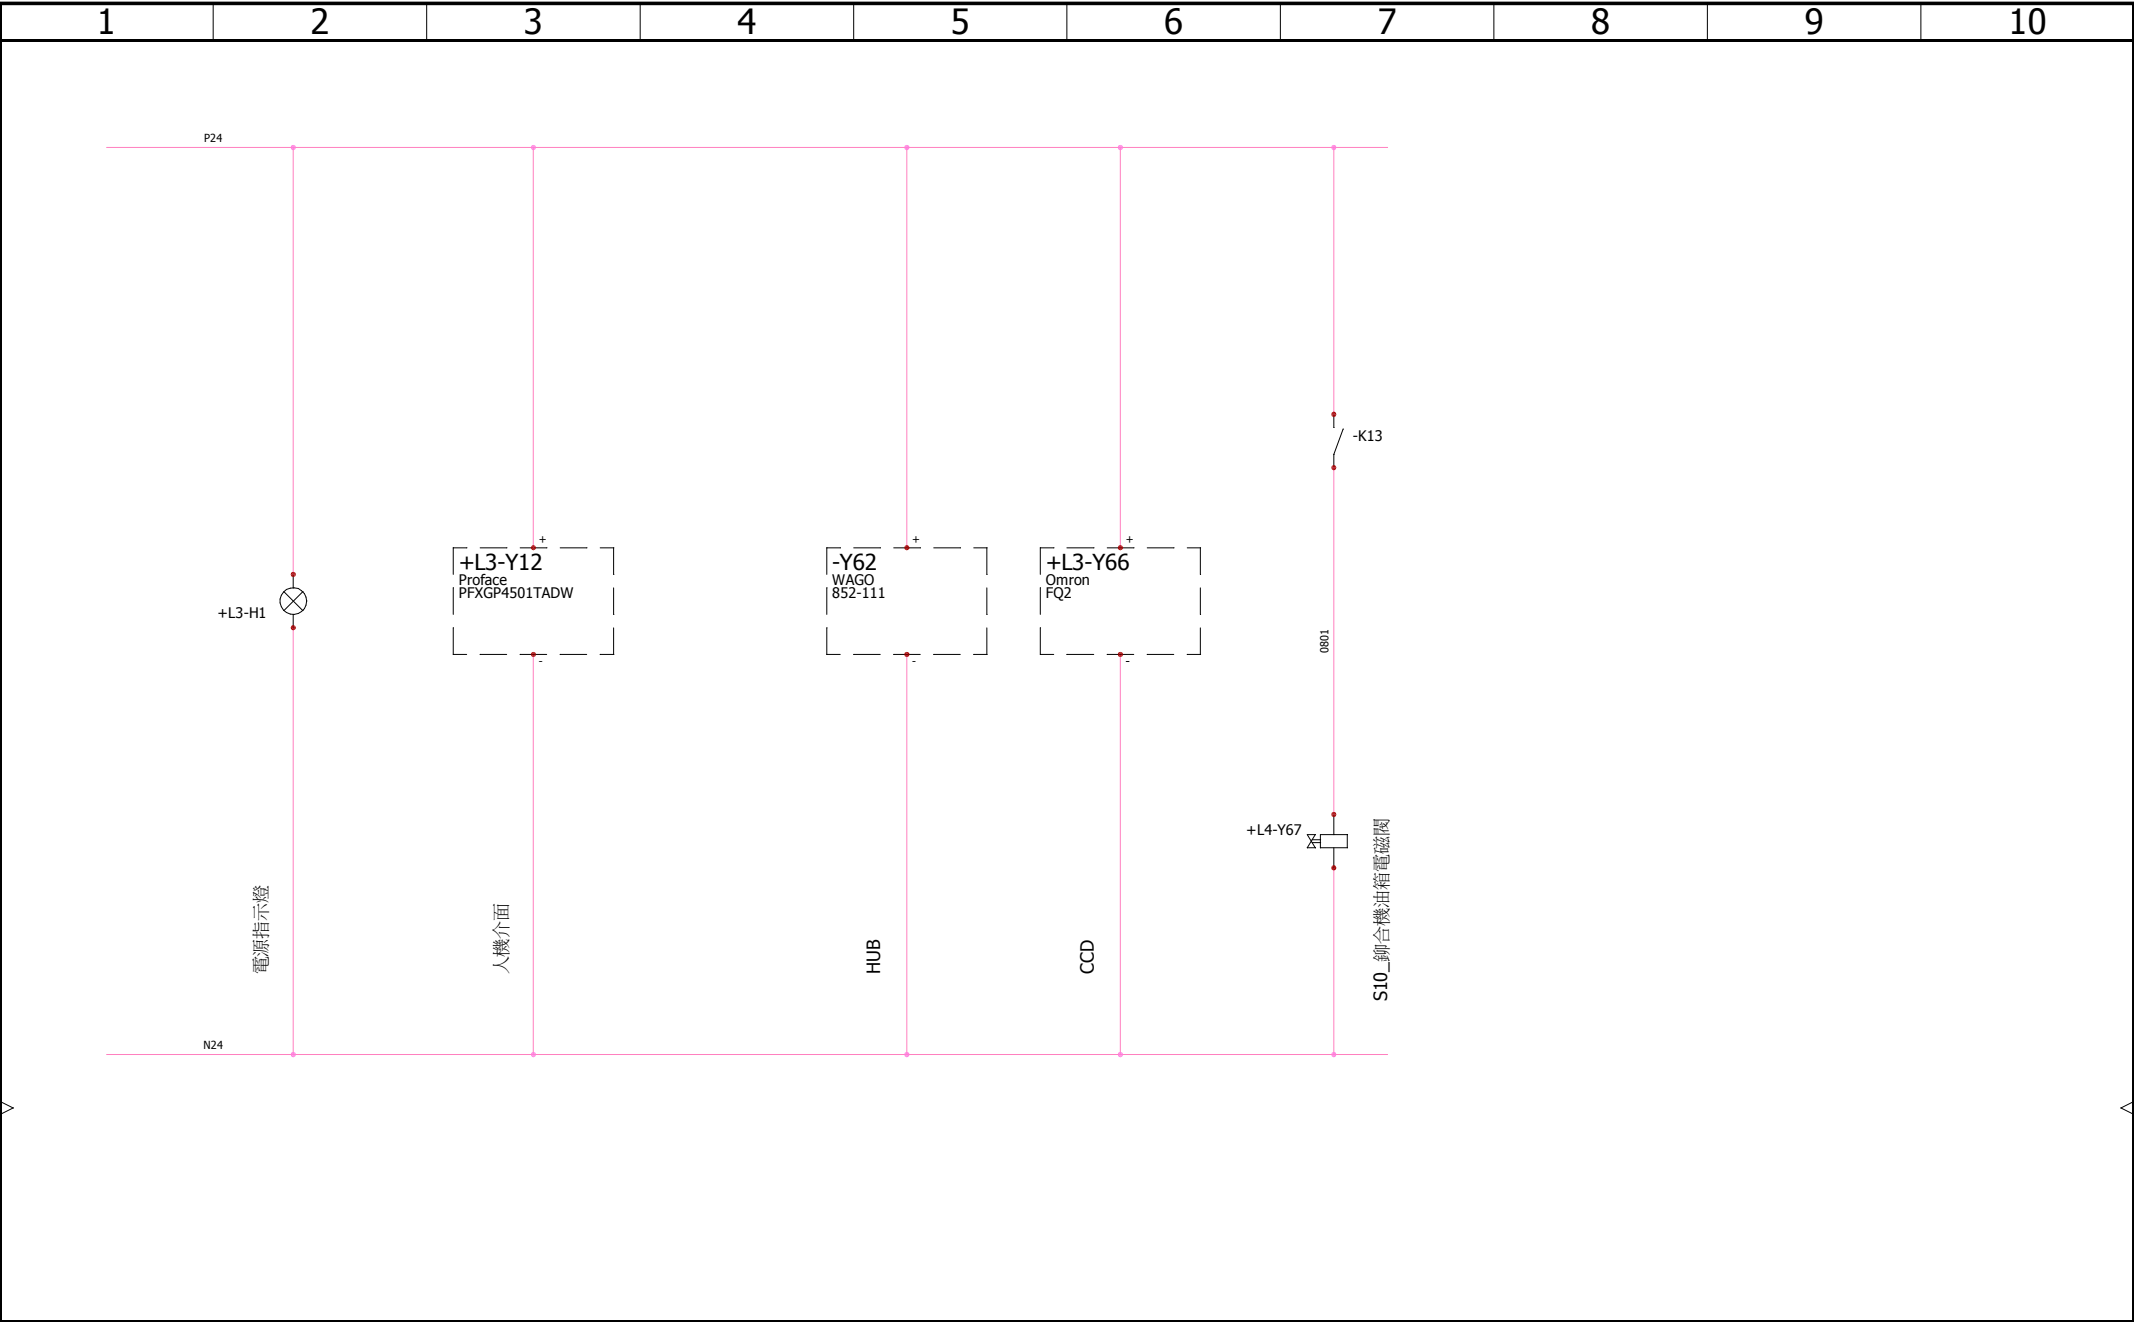 1 2 3 4 5 6 7 8 9 10
P24
-K13
+
+
+
+L3-Y12
Proface
PFXGP4501TADW
-Y62
WAGO
852-111
+L3-Y66
Omron
FQ2
+L3-H1
0801
-
-
-
+L4-Y67
電源指示燈
人機介面
HUB
CCD
S10_鉚合機油箱電磁閥
N24